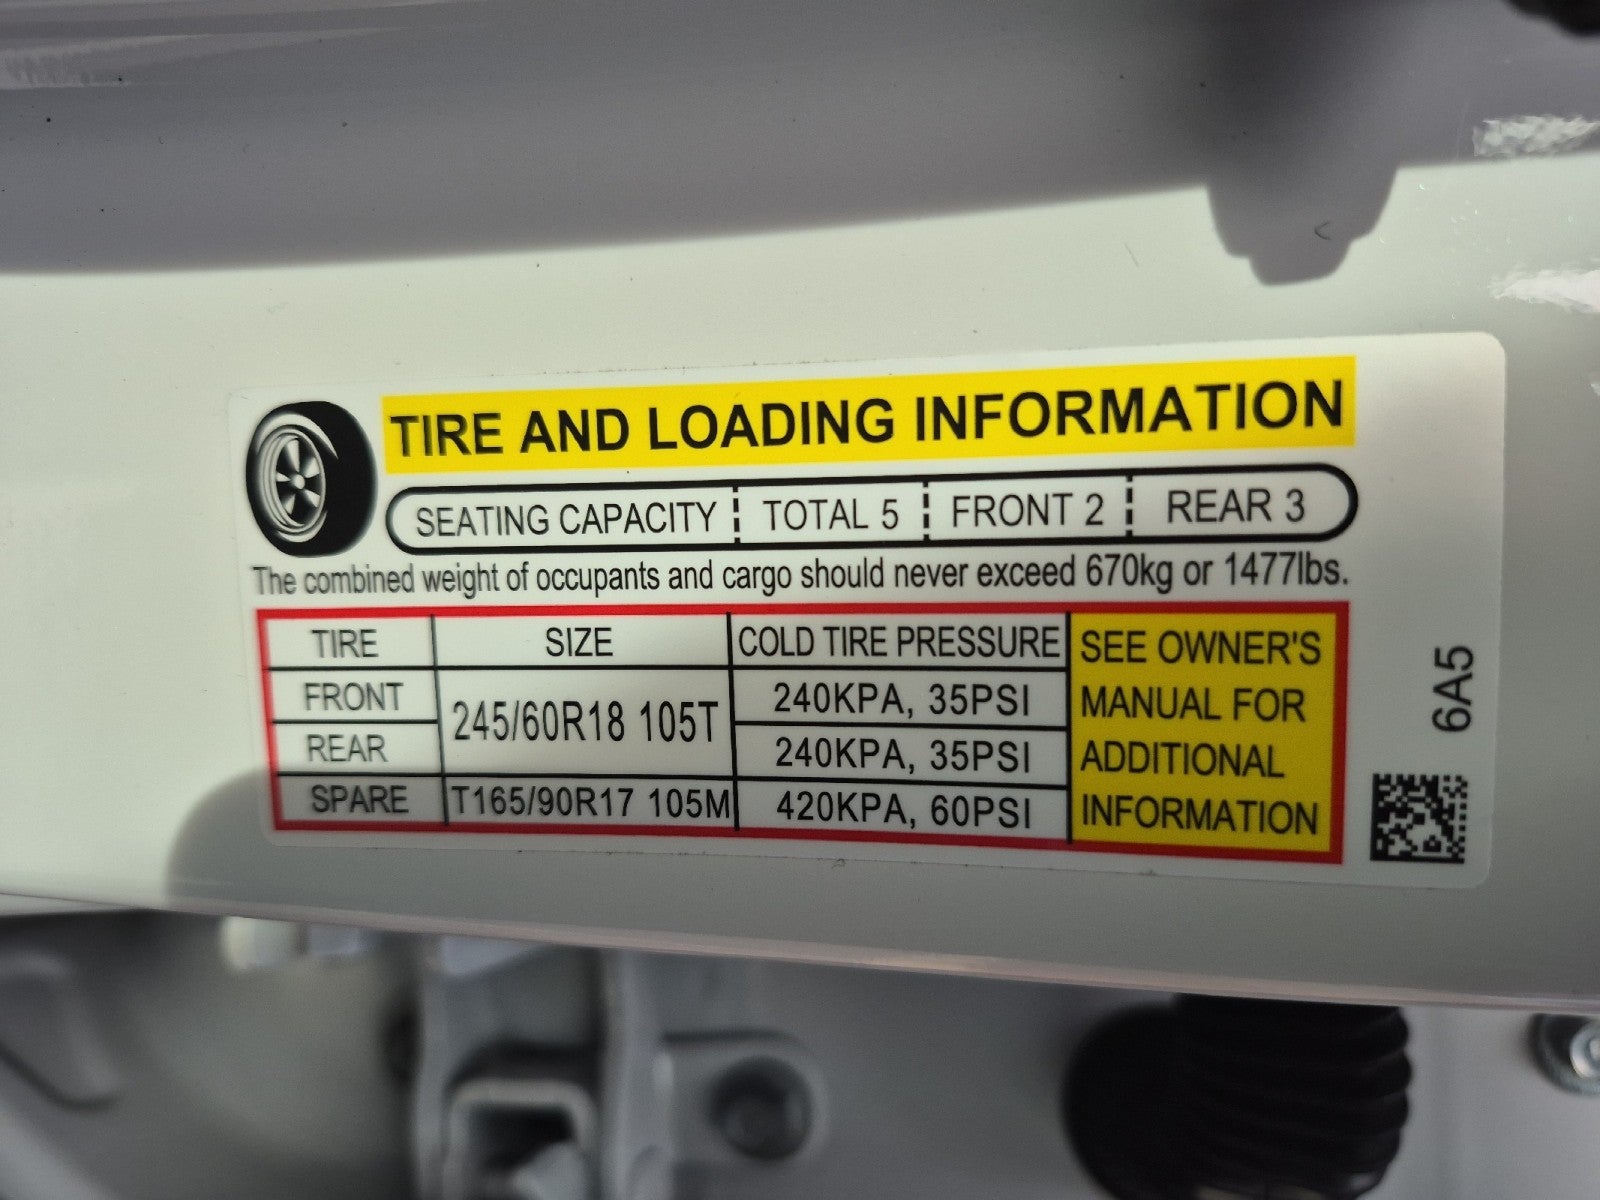 TIRE AND LOADING INFORMATION
SEATING CAPACITY TOTAL 5 FRONT 2 REAR 3
The combined weight of occupants and cargo should never exceed 670kg or 1477lbs.
TIRE SIZE COLD TIRE PRESSURE
FRONT 245/60R18 105T 240KPA, 35PSI
REAR 240KPA, 35PSI
SPARE T165/90R17 105M 420KPA, 60PSI
SEE OWNER'S
MANUAL FOR
ADDITIONAL
INFORMATION
6A5